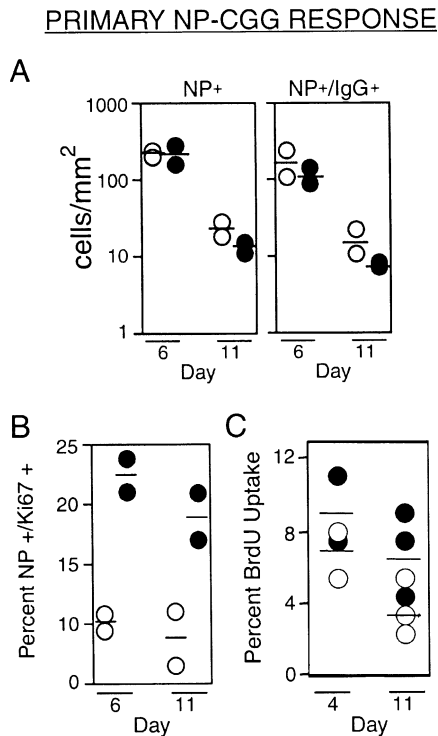 PRIMARY NP-CGG RESPONSE
A
NP+ NP+/IgG+
cells/mm2
1000
100
10
1
6 11 6 11
Day Day
B
Percent NP +/Ki67 +
25
20
15
10
0
6 11
Day
C
Percent BrdU Uptake
12
8
4
0
4 11
Day